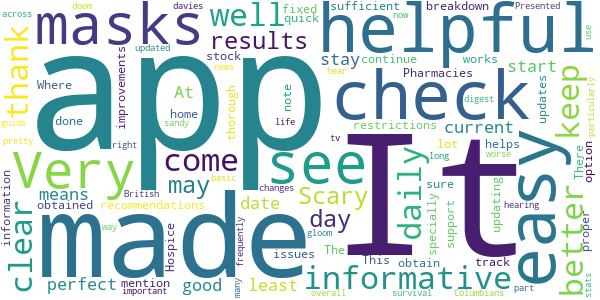 across
doom
davies
masks
well
quick
fixed
sufficient
breakdown
Presented
now
helpful
updated
results
stock
stay
continue
works
updates
use
thank
app
Where
At
improvements
news
hear
check
Pharmacies
start
digest
particularly
guide
done
home
thorough
note
restrictions
current
easy
keep
pretty
sandy
life
tv
lot
helps
There
option
Very
right
basic
see
It
long
worse
come
British
changes
daily
sure
updating
hearing
better
means
may
Scary
specially
support
proper
information
clear
obtained
recommendations
date
day
way
Hospice
frequently
many
gloom
The
issues
This
obtain
track
part
stats
made
perfect
mention
important
good
least
informative
overall
survival
Columbians